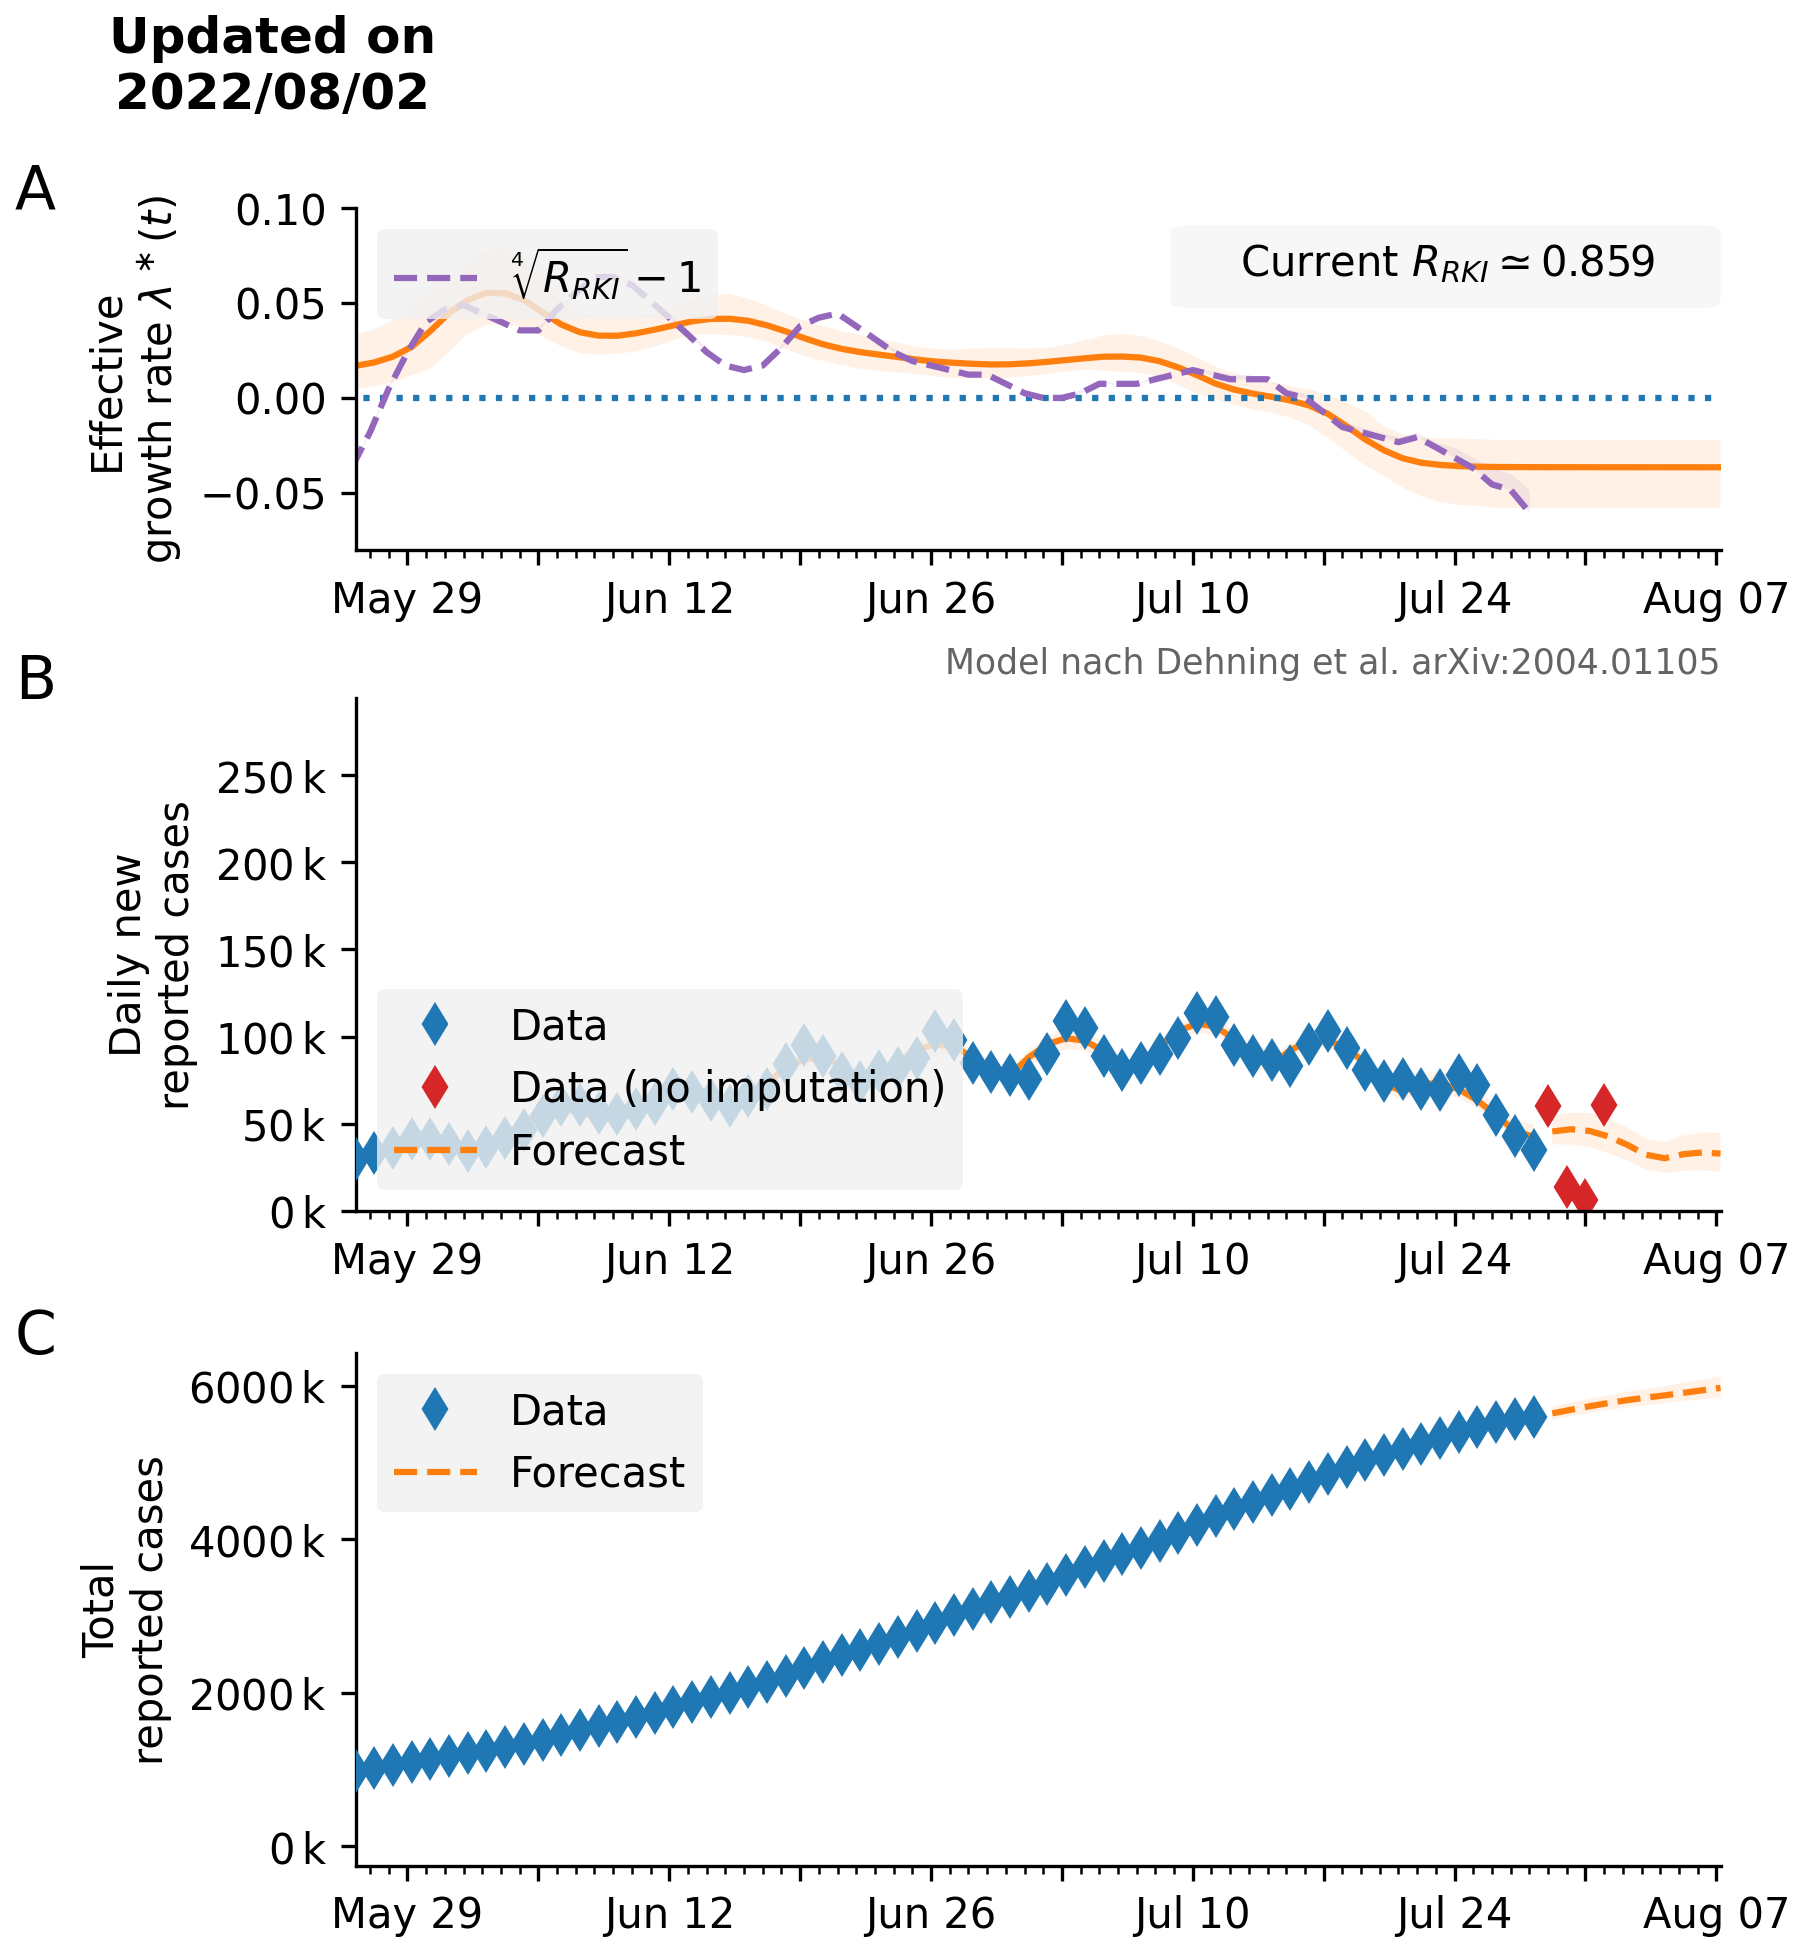 Updated on
2022/08/02
A
Effective
growth rate λ * (t)
0.10
0.05
0.00
−0.05
∜R_RKI − 1
Current R_RKI ≃ 0.859
May 29 Jun 12 Jun 26 Jul 10 Jul 24 Aug 07
Model nach Dehning et al. arXiv:2004.01105
B
Daily new
reported cases
250 k
200 k
150 k
100 k
50 k
0 k
Data
Data (no imputation)
Forecast
May 29 Jun 12 Jun 26 Jul 10 Jul 24 Aug 07
C
Total
reported cases
6000 k
4000 k
2000 k
0 k
Data
Forecast
May 29 Jun 12 Jun 26 Jul 10 Jul 24 Aug 07